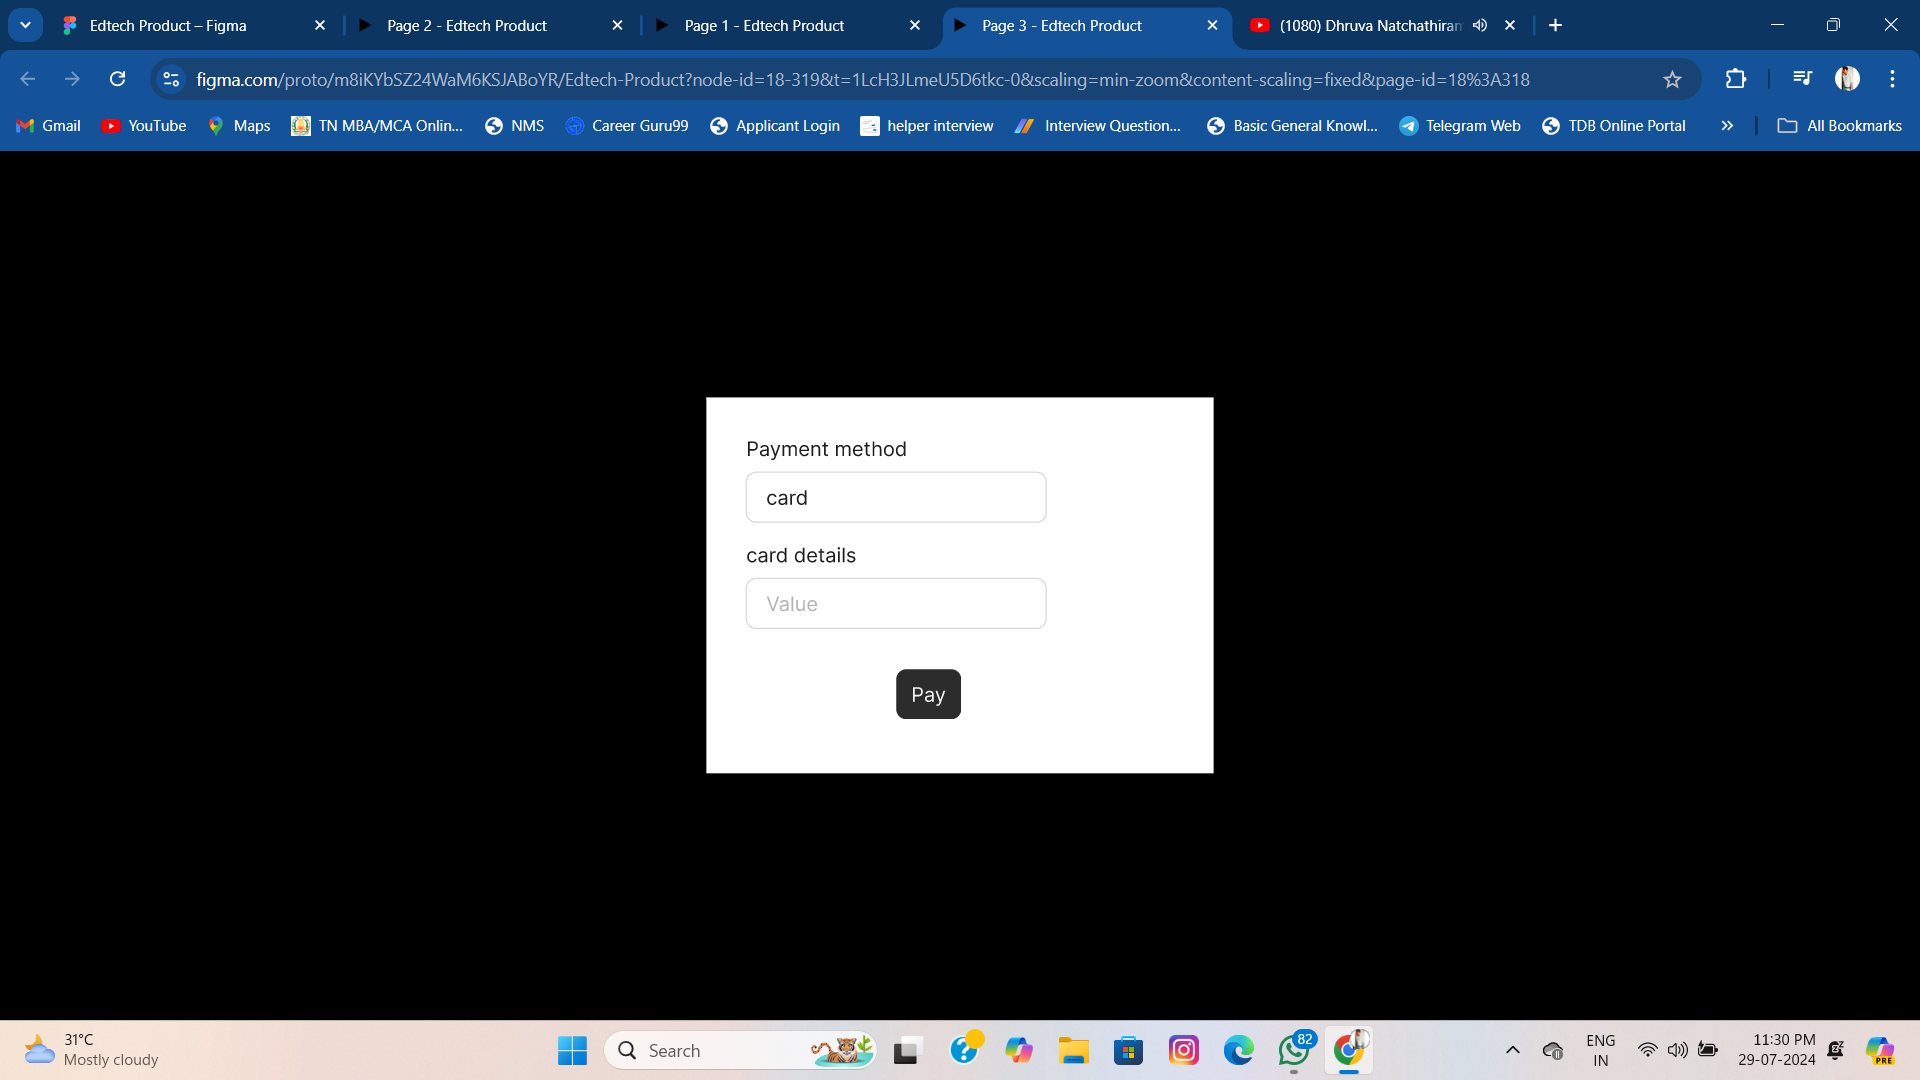 Edtech Product – Figma
Page 2 - Edtech Product
Page 1 - Edtech Product
Page 3 - Edtech Product
(1080) Dhruva Natchathiram
figma.com/proto/m8iKYbSZ24WaM6KSJABoYR/Edtech-Product?node-id=18-319&t=1LcH3JLmeU5D6tkc-0&scaling=min-zoom&content-scaling=fixed&page-id=18%3A318
Gmail
YouTube
Maps
TN MBA/MCA Onlin...
NMS
Career Guru99
Applicant Login
helper interview
Interview Question...
Basic General Knowl...
Telegram Web
TDB Online Portal
All Bookmarks
Payment method
card
card details
Value
Pay
31°C
Mostly cloudy
Search
82
ENG
IN
11:30 PM
29-07-2024
PRE